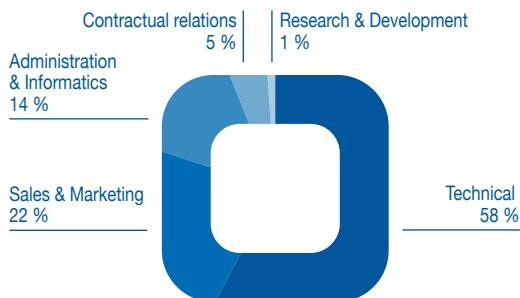 Contractual relations
5 %
Research & Development
1 %
Administration
& Informatics
14 %
Sales & Marketing
22 %
Technical
58 %